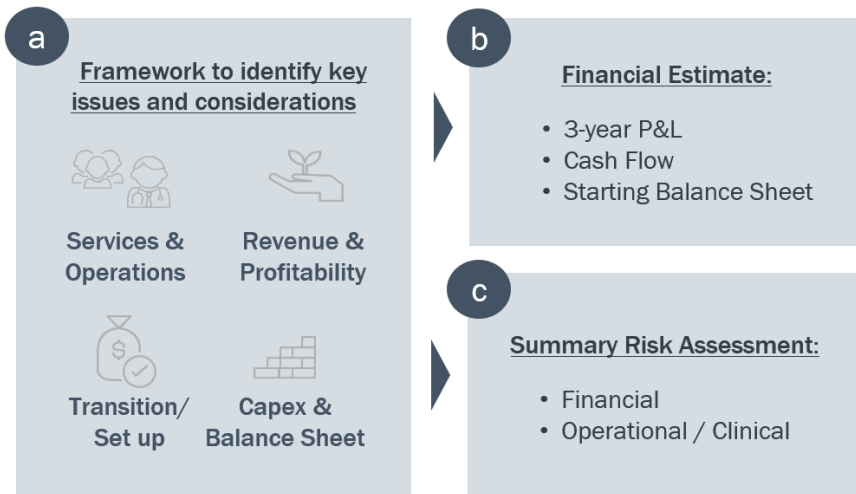 a
Framework to identify key
issues and considerations
Services &
Operations
Revenue &
Profitability
$
Transition/
Set up
Capex &
Balance Sheet
b
Financial Estimate:
• 3-year P&L
• Cash Flow
• Starting Balance Sheet
c
Summary Risk Assessment:
• Financial
• Operational / Clinical